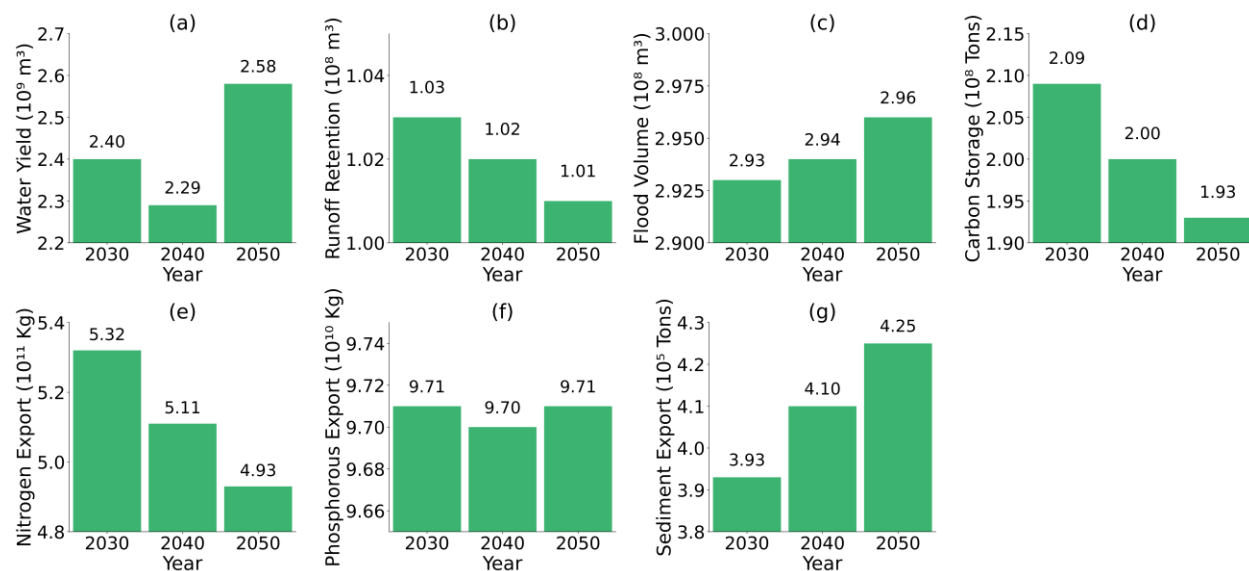 (a)
Water Yield (10⁹ m³)
2.7
2.6
2.5
2.4
2.3
2.2
2.40
2.29
2.58
2030 2040 2050
Year
(b)
Runoff Retention (10⁸ m³)
1.04
1.02
1.00
1.03
1.02
1.01
2030 2040 2050
Year
(c)
Flood Volume (10⁸ m³)
3.000
2.975
2.950
2.925
2.900
2.93
2.94
2.96
2030 2040 2050
Year
(d)
Carbon Storage (10⁸ Tons)
2.15
2.10
2.05
2.00
1.95
1.90
2.09
2.00
1.93
2030 2040 2050
Year
(e)
Nitrogen Export (10¹¹ Kg)
5.4
5.2
5.0
4.8
5.32
5.11
4.93
2030 2040 2050
Year
(f)
Phosphorous Export (10¹⁰ Kg)
9.74
9.72
9.70
9.68
9.66
9.71
9.70
9.71
2030 2040 2050
Year
(g)
Sediment Export (10⁵ Tons)
4.3
4.2
4.1
4.0
3.9
3.8
3.93
4.10
4.25
2030 2040 2050
Year